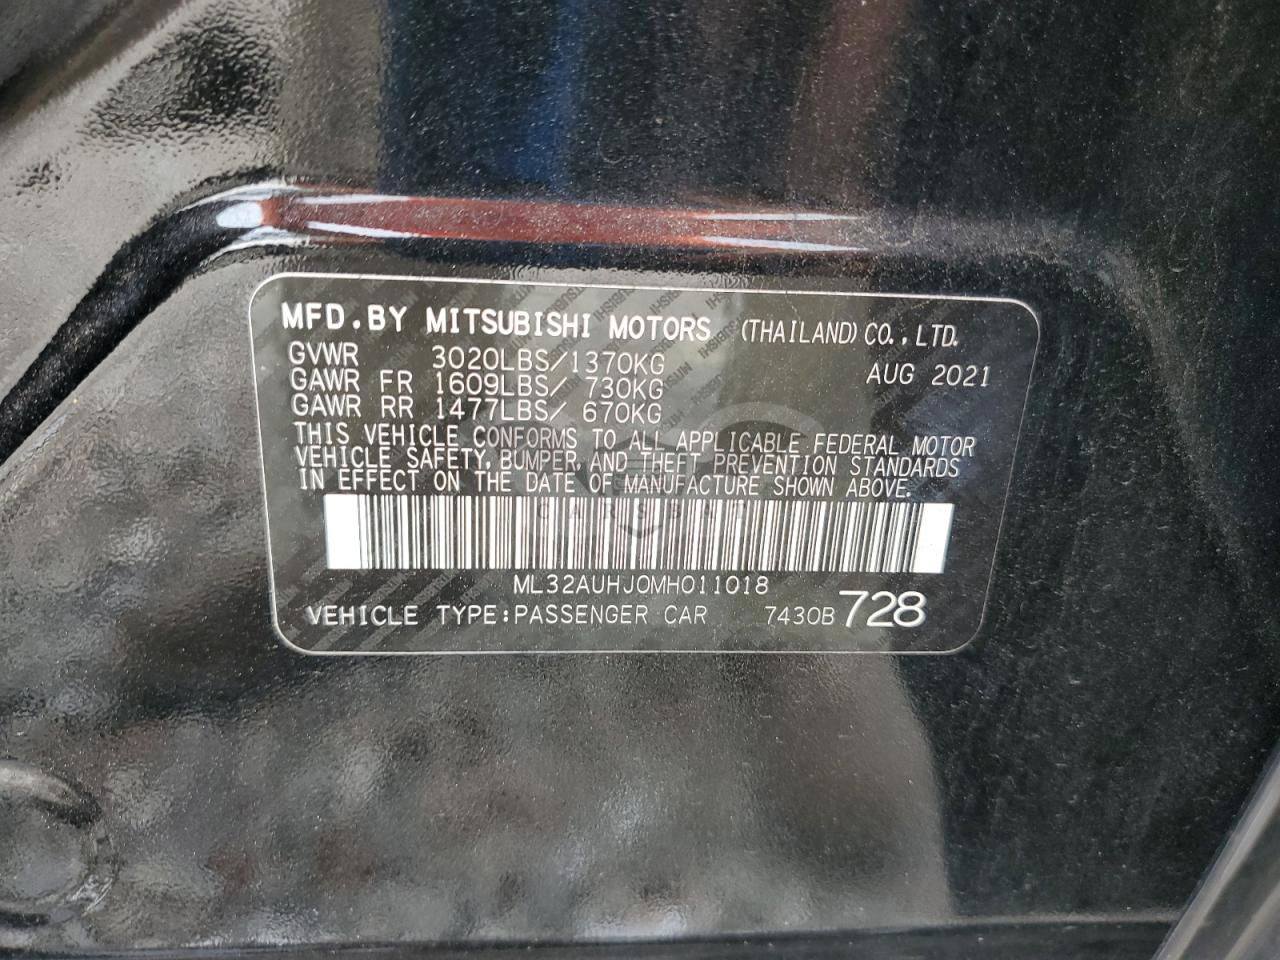 MFD.BY MITSUBISHI MOTORS (THAILAND) CO., LTD.
GVWR 3020LBS/1370KG AUG 2021
GAWR FR 1609LBS/ 730KG
GAWR RR 1477LBS/ 670KG
THIS VEHICLE CONFORMS TO ALL APPLICABLE FEDERAL MOTOR
VEHICLE SAFETY, BUMPER, AND THEFT PREVENTION STANDARDS
IN EFFECT ON THE DATE OF MANUFACTURE SHOWN ABOVE.
ML32AUHJ0MH011018
VEHICLE TYPE:PASSENGER CAR 7430B 728